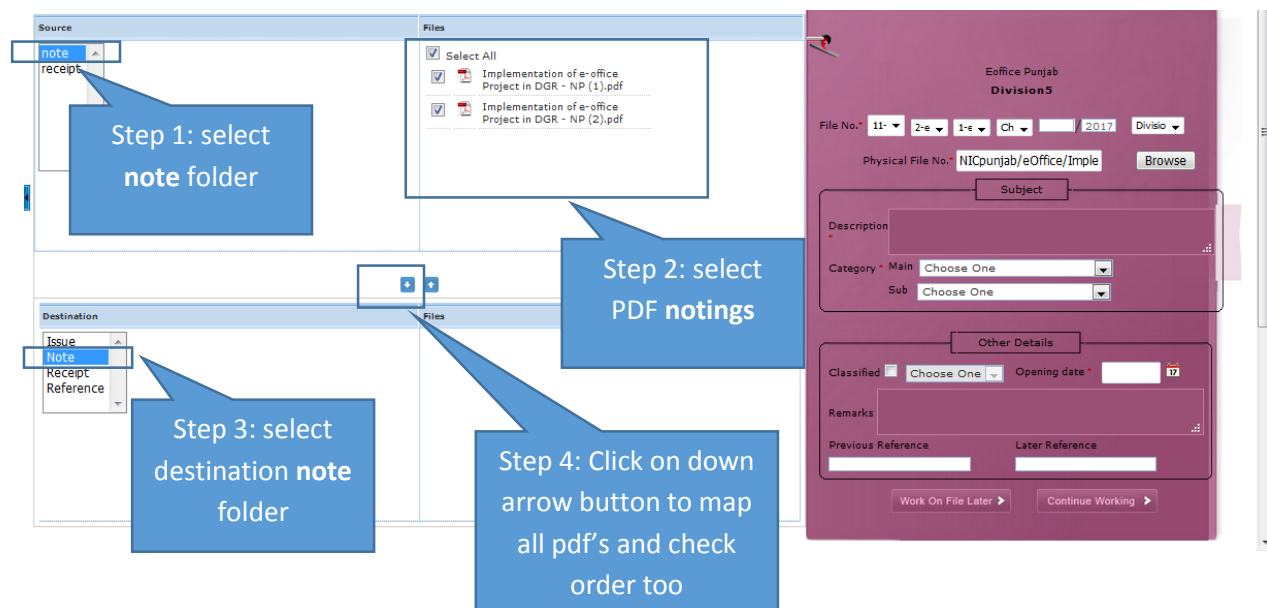 Source
Files
note
receipt
Select All
Implementation of e-office
Project in DGR - NP (1).pdf
Implementation of e-office
Project in DGR - NP (2).pdf
Step 1: select
note folder
Step 2: select
PDF notings
Destination
Files
Issue
Note
Receipt
Reference
Step 3: select
destination note
folder
Step 4: Click on down
arrow button to map
all pdf's and check
order too
Eoffice Punjab
Division5
File No.* 11- 2-e 1-e Ch / 2017 Divisio
Physical File No.* NICpunjab/eOffice/Imple Browse
Subject
Description
*
Category * Main Choose One
Sub Choose One
Other Details
Classified Choose One Opening date * 17
Remarks
Previous Reference Later Reference
Work On File Later Continue Working